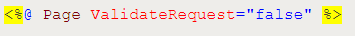 <%@ Page ValidateRequest="false" %>